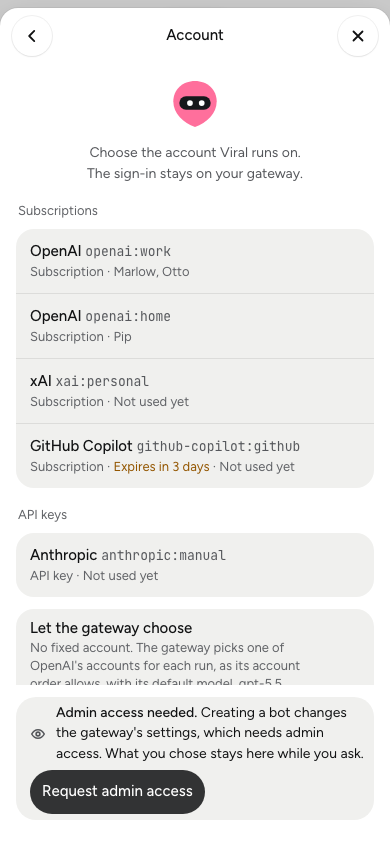 Account
Choose the account Viral runs on.
The sign-in stays on your gateway.
Subscriptions
OpenAI openai:work
Subscription · Marlow, Otto
OpenAI openai:home
Subscription · Pip
xAI xai:personal
Subscription · Not used yet
GitHub Copilot github-copilot:github
Subscription · Expires in 3 days · Not used yet
API keys
Anthropic anthropic:manual
API key · Not used yet
Let the gateway choose
No fixed account. The gateway picks one of
OpenAI's accounts for each run, as its account
order allows, with its default model, gpt-5.5
Admin access needed. Creating a bot changes
the gateway's settings, which needs admin
access. What you chose stays here while you ask.
Request admin access